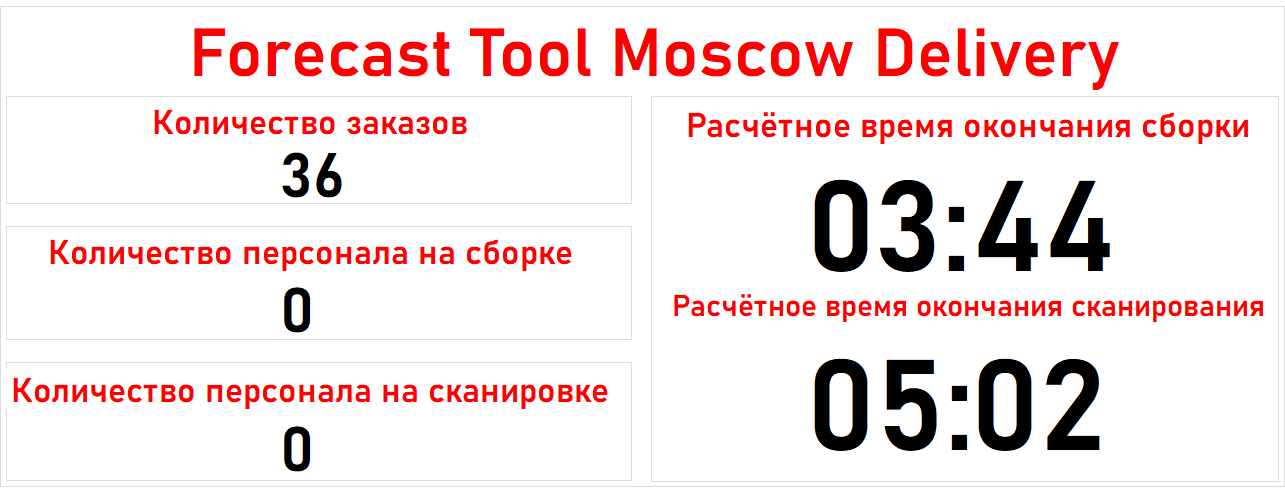 Forecast Tool Moscow Delivery
Количество заказов
36
Количество персонала на сборке
0
Количество персонала на сканировке
0
Расчётное время окончания сборки
03:44
Расчётное время окончания сканирования
05:02